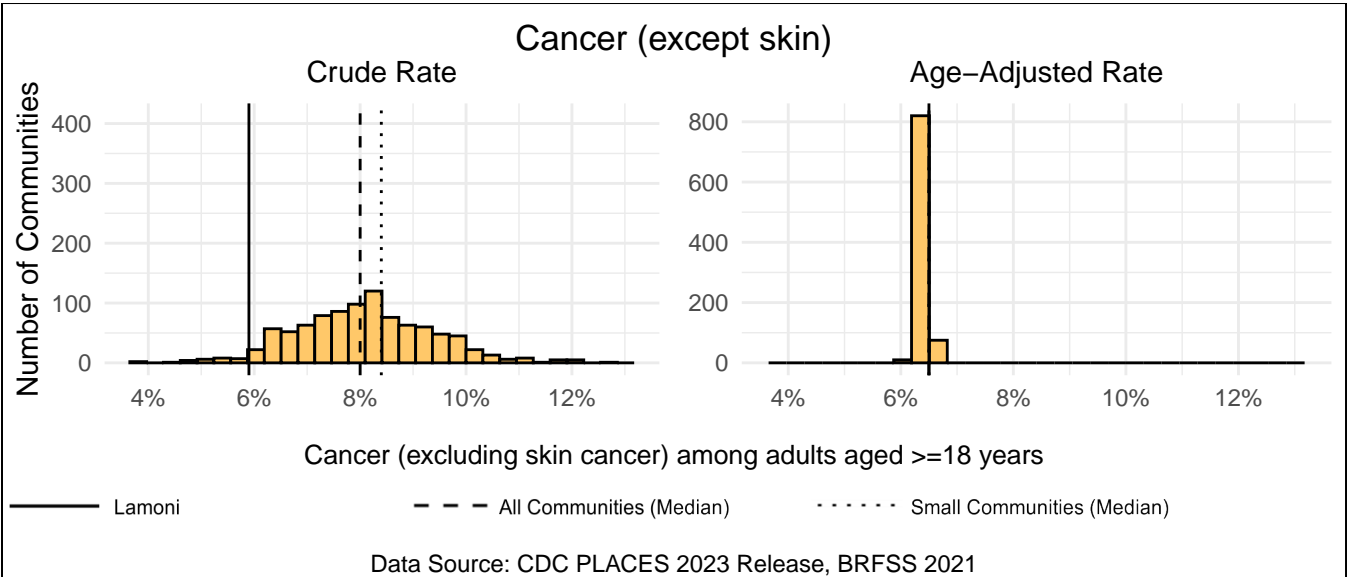 Cancer (except skin)
Crude Rate
Age−Adjusted Rate
Number of Communities
400
300
200
100
0
4%
6%
8%
10%
12%
800
600
400
200
0
4%
6%
8%
10%
12%
Cancer (excluding skin cancer) among adults aged >=18 years
Lamoni
All Communities (Median)
Small Communities (Median)
Data Source: CDC PLACES 2023 Release, BRFSS 2021